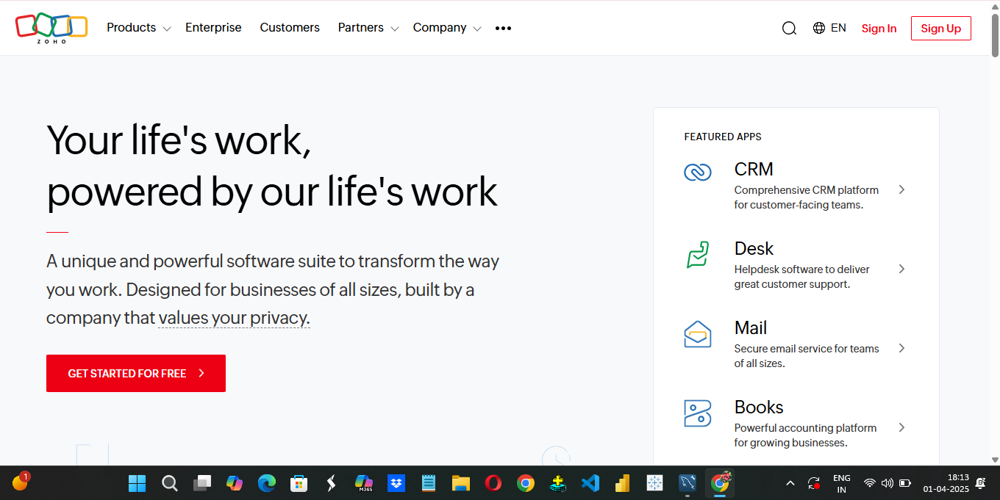 ZOHO
Products
Enterprise
Customers
Partners
Company
EN
Sign In
Sign Up
Your life's work,
powered by our life's work
A unique and powerful software suite to transform the way
you work. Designed for businesses of all sizes, built by a
company that values your privacy.
GET STARTED FOR FREE
FEATURED APPS
CRM
Comprehensive CRM platform
for customer-facing teams.
Desk
Helpdesk software to deliver
great customer support.
Mail
Secure email service for teams
of all sizes.
Books
Powerful accounting platform
for growing businesses.
1
M365
ENG
IN
18:13
01-04-2025